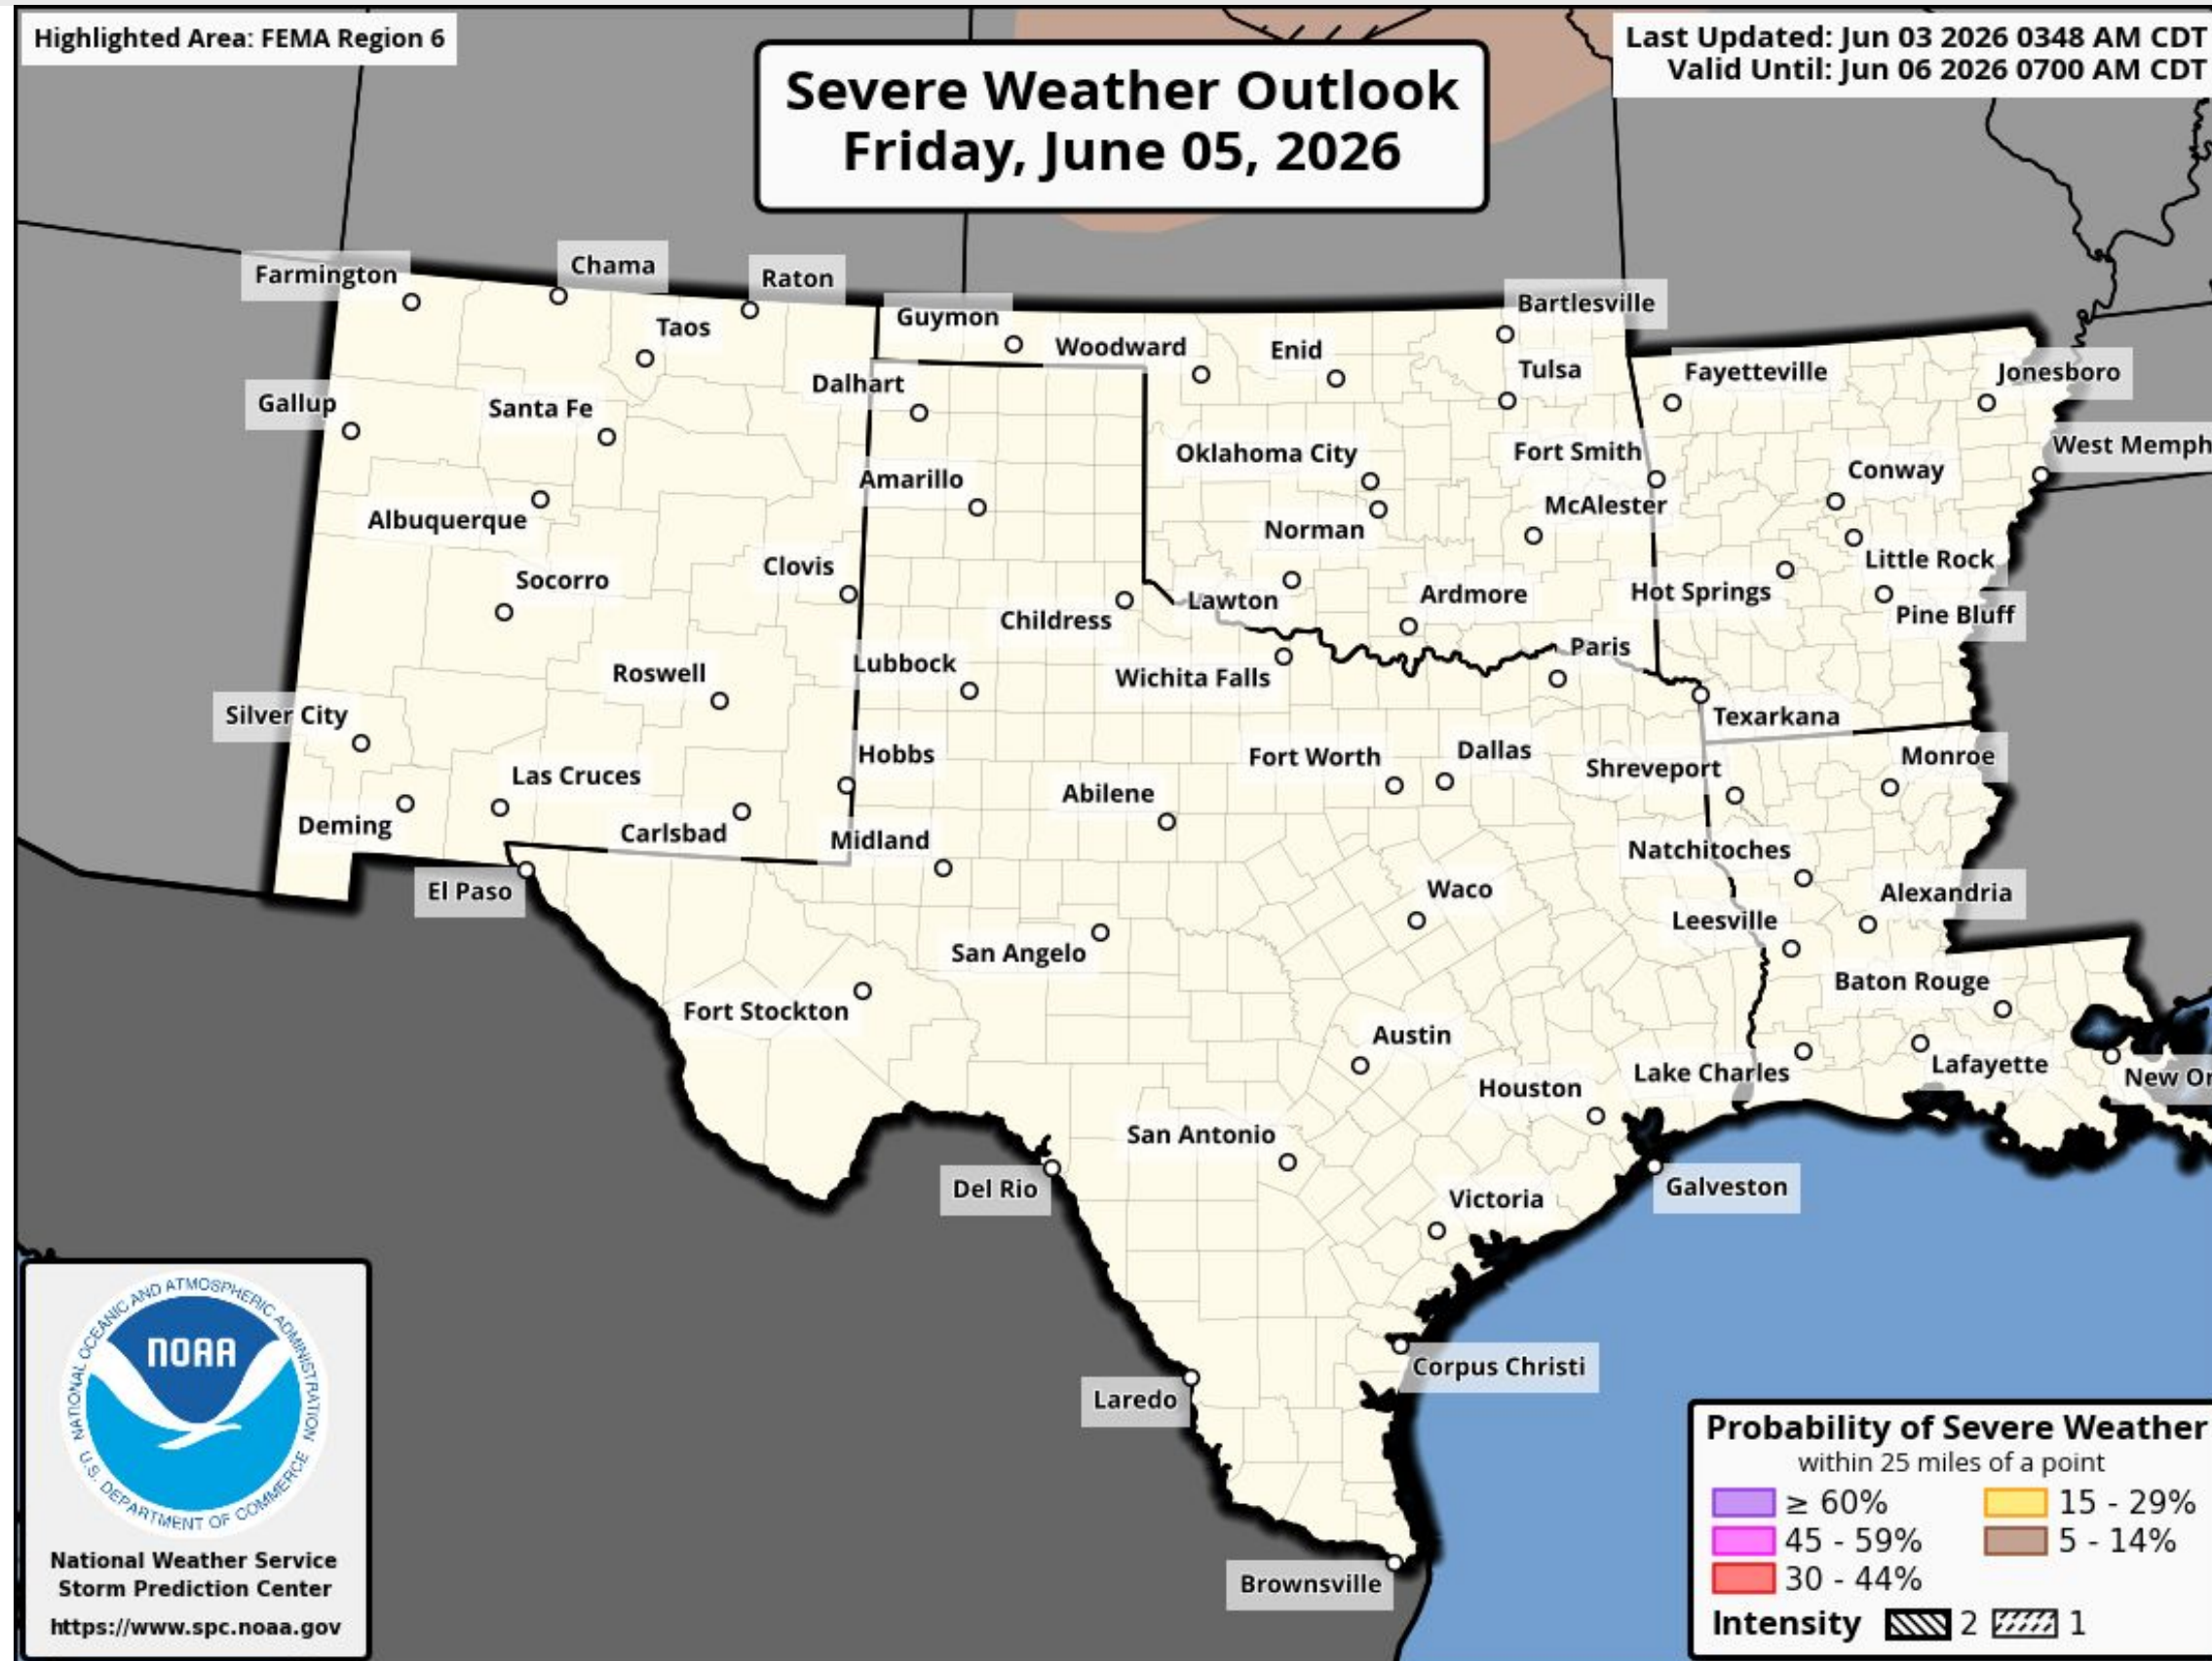 Highlighted Area: FEMA Region 6
Severe Weather Outlook
Friday, June 05, 2026
Last Updated: Jun 03 2026 0348 AM CDT
Valid Until: Jun 06 2026 0700 AM CDT
Farmington
Chama
Raton
Taos
Guymon
Woodward
Enid
Bartlesville
Tulsa
Fayetteville
Jonesboro
Gallup
Santa Fe
Dalhart
Oklahoma City
Fort Smith
West Memph
Albuquerque
Amarillo
Norman
McAlester
Conway
Socorro
Clovis
Childress
Lawton
Ardmore
Hot Springs
Little Rock
Pine Bluff
Roswell
Lubbock
Wichita Falls
Paris
Texarkana
Silver City
Las Cruces
Hobbs
Abilene
Fort Worth
Dallas
Shreveport
Monroe
Deming
Carlsbad
Midland
Natchitoches
El Paso
San Angelo
Waco
Leesville
Alexandria
Fort Stockton
Austin
Baton Rouge
Houston
Lake Charles
Lafayette
New Or
San Antonio
Del Rio
Victoria
Galveston
Laredo
Corpus Christi
Brownsville
NATIONAL OCEANIC AND ATMOSPHERIC ADMINISTRATION
NOAA
U.S. DEPARTMENT OF COMMERCE
National Weather Service
Storm Prediction Center
https://www.spc.noaa.gov
Probability of Severe Weather
within 25 miles of a point
≥ 60% 15 - 29%
45 - 59% 5 - 14%
30 - 44%
Intensity 2 1